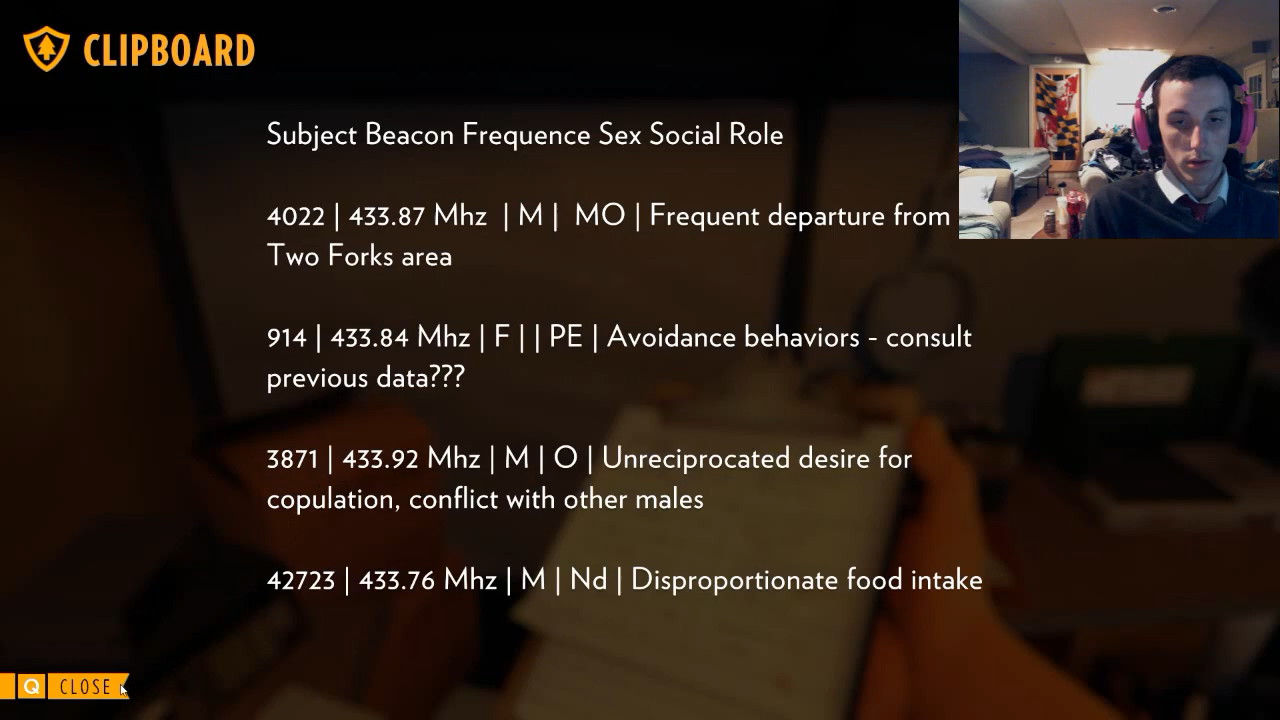 CLIPBOARD
Subject Beacon Frequence Sex Social Role
4022 | 433.87 Mhz | M | MO | Frequent departure from
Two Forks area
914 | 433.84 Mhz | F | | PE | Avoidance behaviors - consult
previous data???
3871 | 433.92 Mhz | M | O | Unreciprocated desire for
copulation, conflict with other males
42723 | 433.76 Mhz | M | Nd | Disproportionate food intake
Q CLOSE